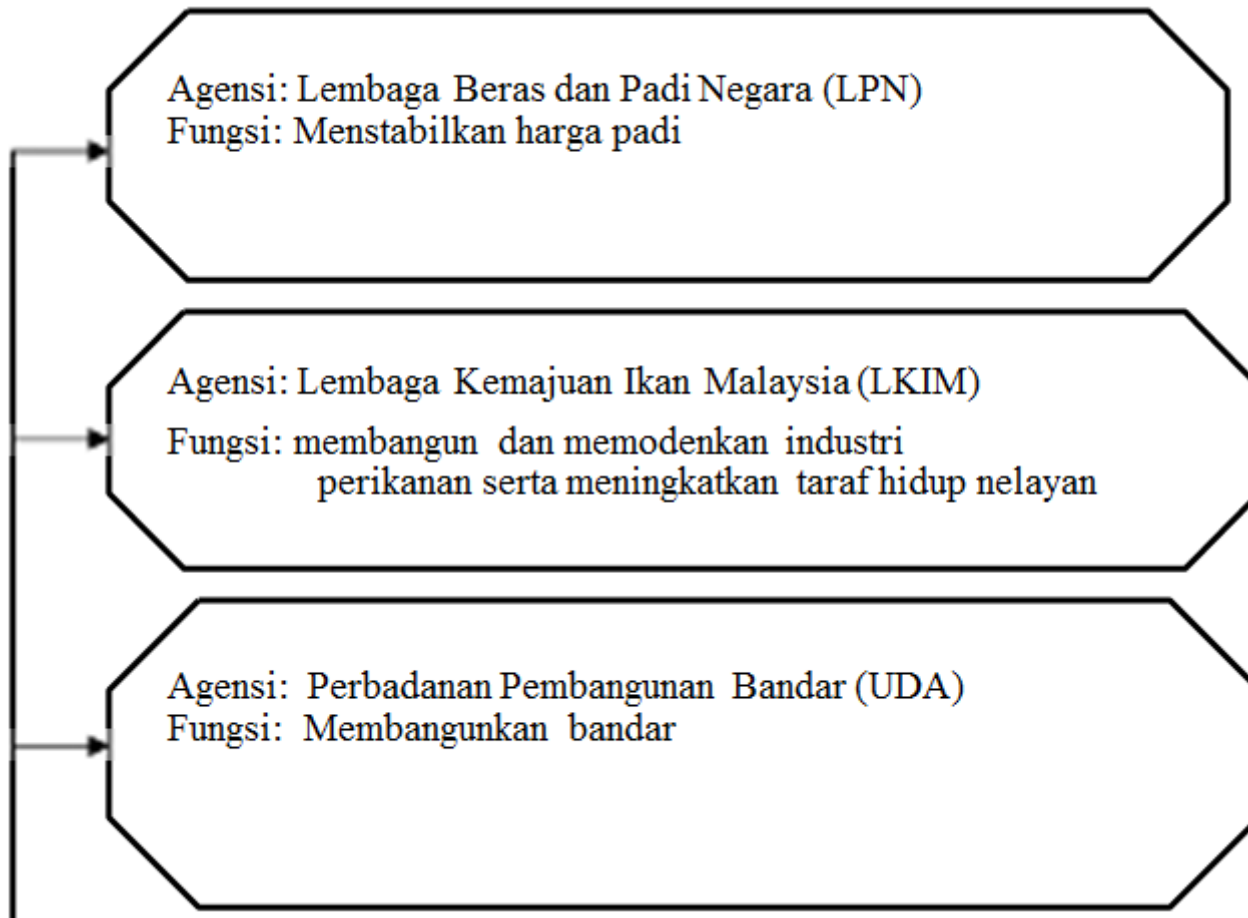 Agensi: Lembaga Beras dan Padi Negara (LPN)
Fungsi: Menstabilkan harga padi
Agensi: Lembaga Kemajuan Ikan Malaysia (LKIM)
Fungsi: membangun dan memodenkan industri
perikanan serta meningkatkan taraf hidup nelayan
Agensi: Perbadanan Pembangunan Bandar (UDA)
Fungsi: Membangunkan bandar